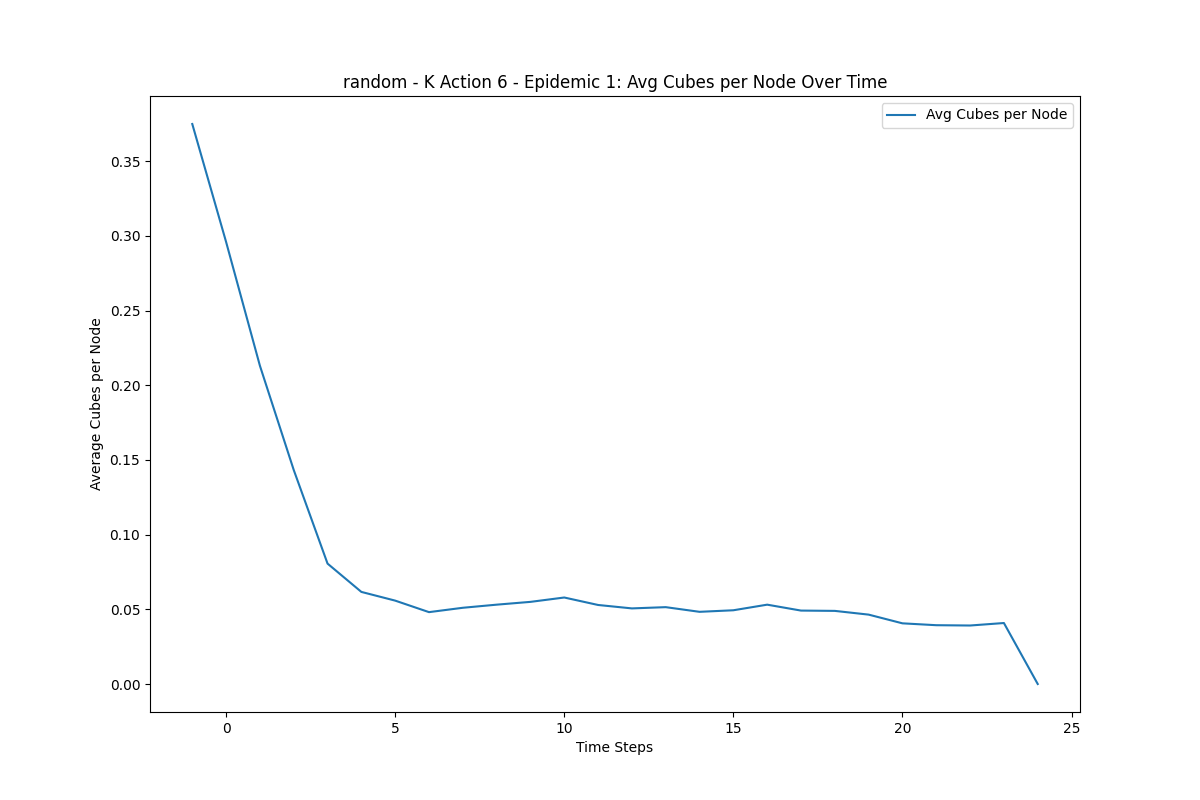 random - K Action 6 - Epidemic 1: Avg Cubes per Node Over Time
Avg Cubes per Node
Average Cubes per Node
0.35
0.30
0.25
0.20
0.15
0.10
0.05
0.00
0 5 10 15 20 25
Time Steps